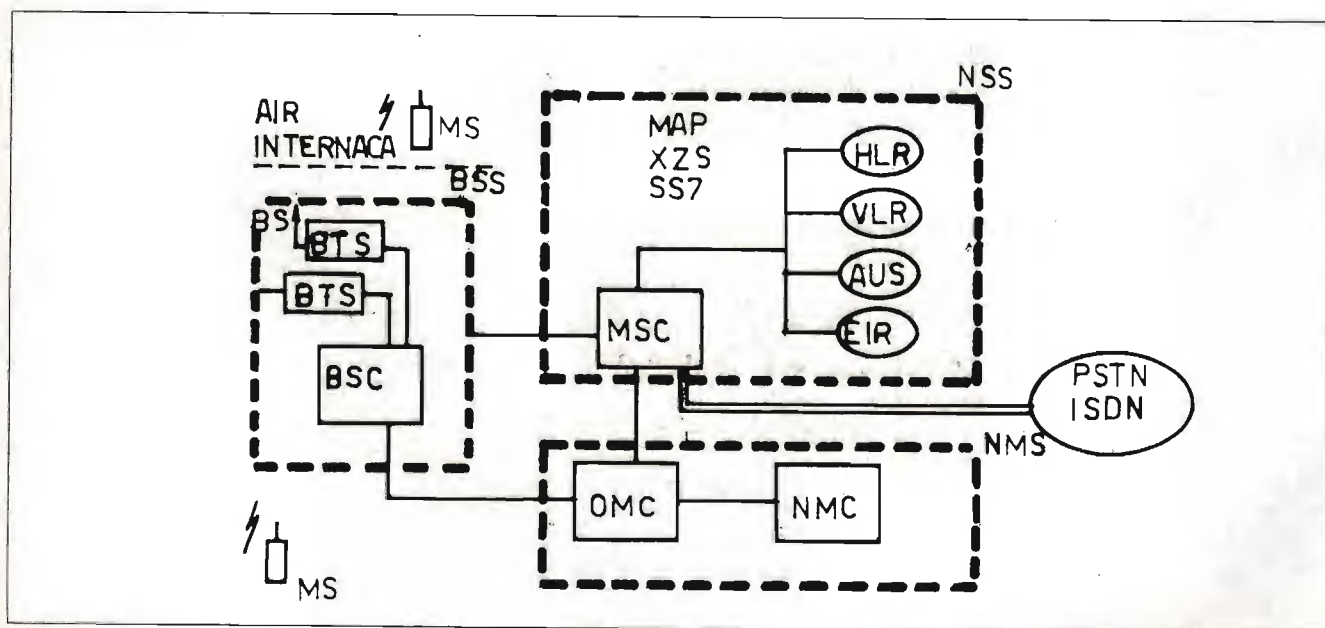 AIR
INTERNACA
MS
BSS
BS
BTS
BTS
BSC
MS
NSS
MAP
XZS
SS7
HLR
VLR
AUS
EIR
MSC
PSTN
ISDN
NMS
OMC
NMC